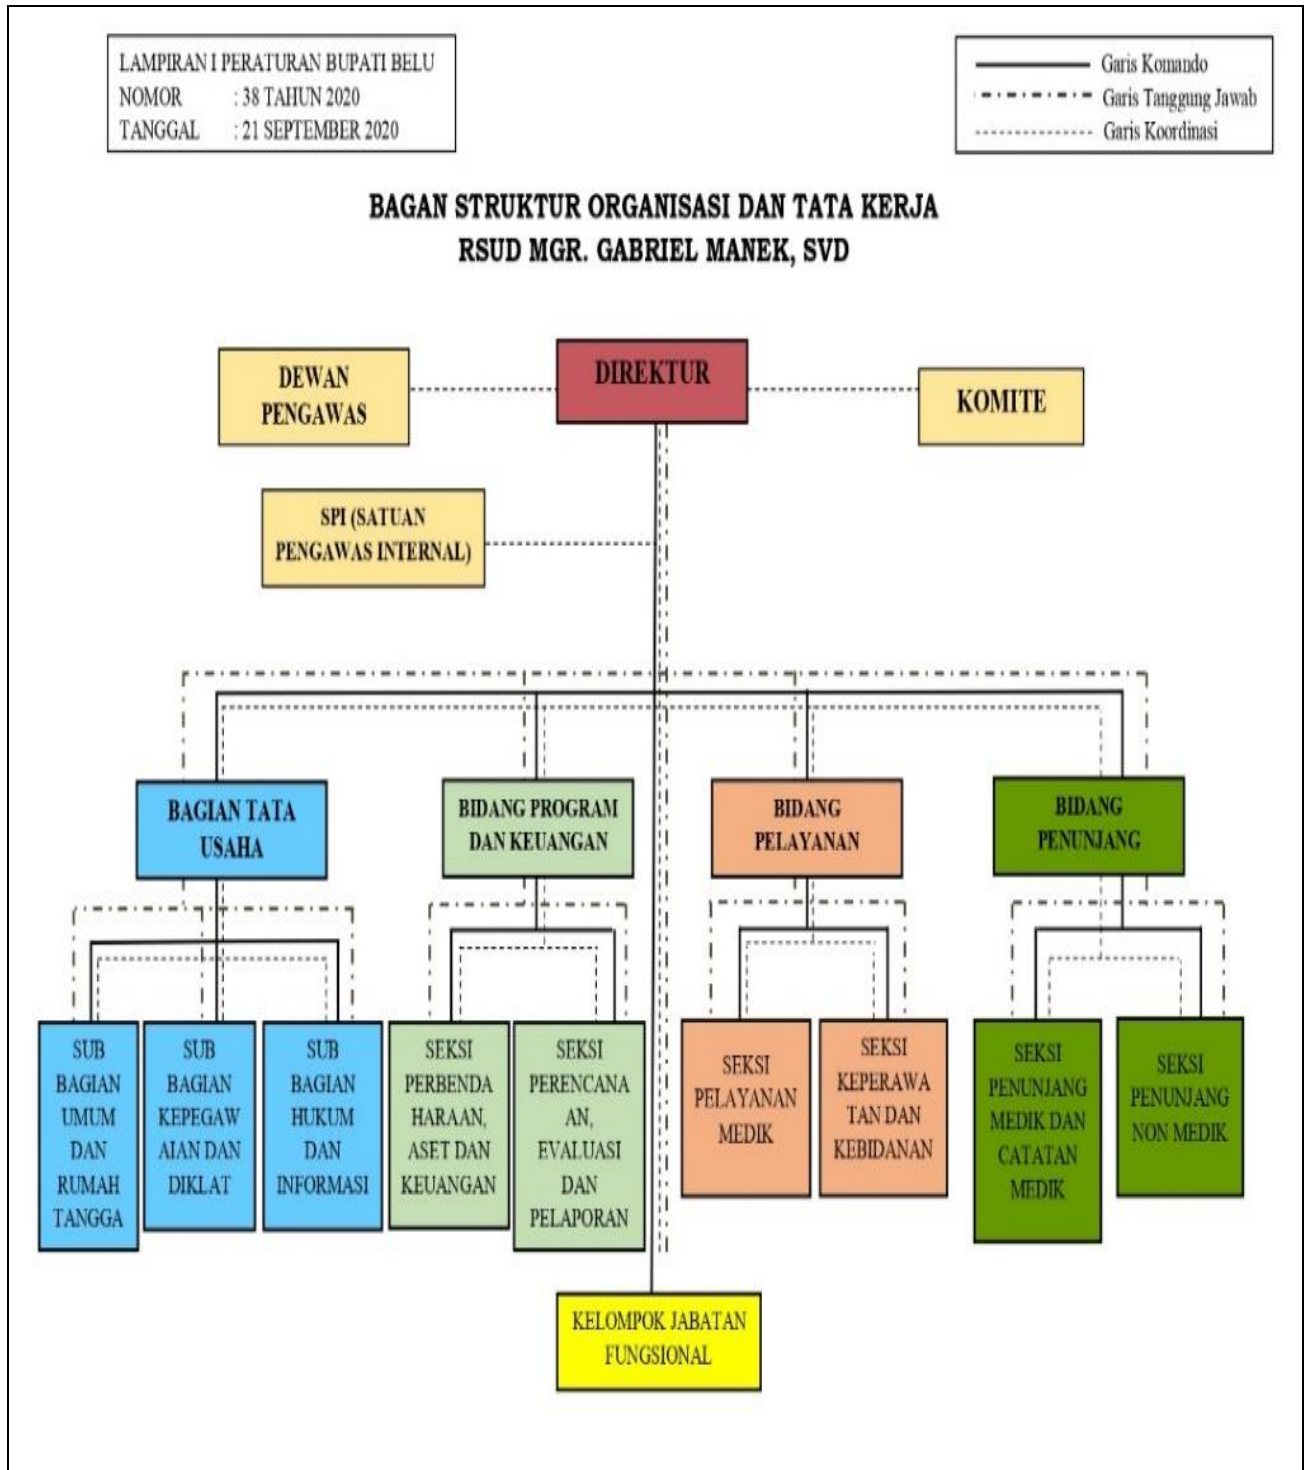 LAMPIRAN I PERATURAN BUPATI BELU
NOMOR : 38 TAHUN 2020
TANGGAL : 21 SEPTEMBER 2020
Garis Komando
Garis Tanggung Jawab
Garis Koordinasi
BAGAN STRUKTUR ORGANISASI DAN TATA KERJA
RSUD MGR. GABRIEL MANEK, SVD
DEWAN
PENGAWAS
DIREKTUR
KOMITE
SPI (SATUAN
PENGAWAS INTERNAL)
BAGIAN TATA
USAHA
BIDANG PROGRAM
DAN KEUANGAN
BIDANG
PELAYANAN
BIDANG
PENUNJANG
SUB
BAGIAN
UMUM
DAN
RUMAH
TANGGA
SUB
BAGIAN
KEPEGAW
AIAN DAN
DIKLAT
SUB
BAGIAN
HUKUM
DAN
INFORMASI
SEKSI
PERBENDA
HARAAN,
ASET DAN
KEUANGAN
SEKSI
PERENCANA
AN,
EVALUASI
DAN
PELAPORAN
SEKSI
PELAYANAN
MEDIK
SEKSI
KEPERAWA
TAN DAN
KEBIDANAN
SEKSI
PENUNJANG
MEDIK DAN
CATATAN
MEDIK
SEKSI
PENUNJANG
NON MEDIK
KELOMPOK JABATAN
FUNGSIONAL